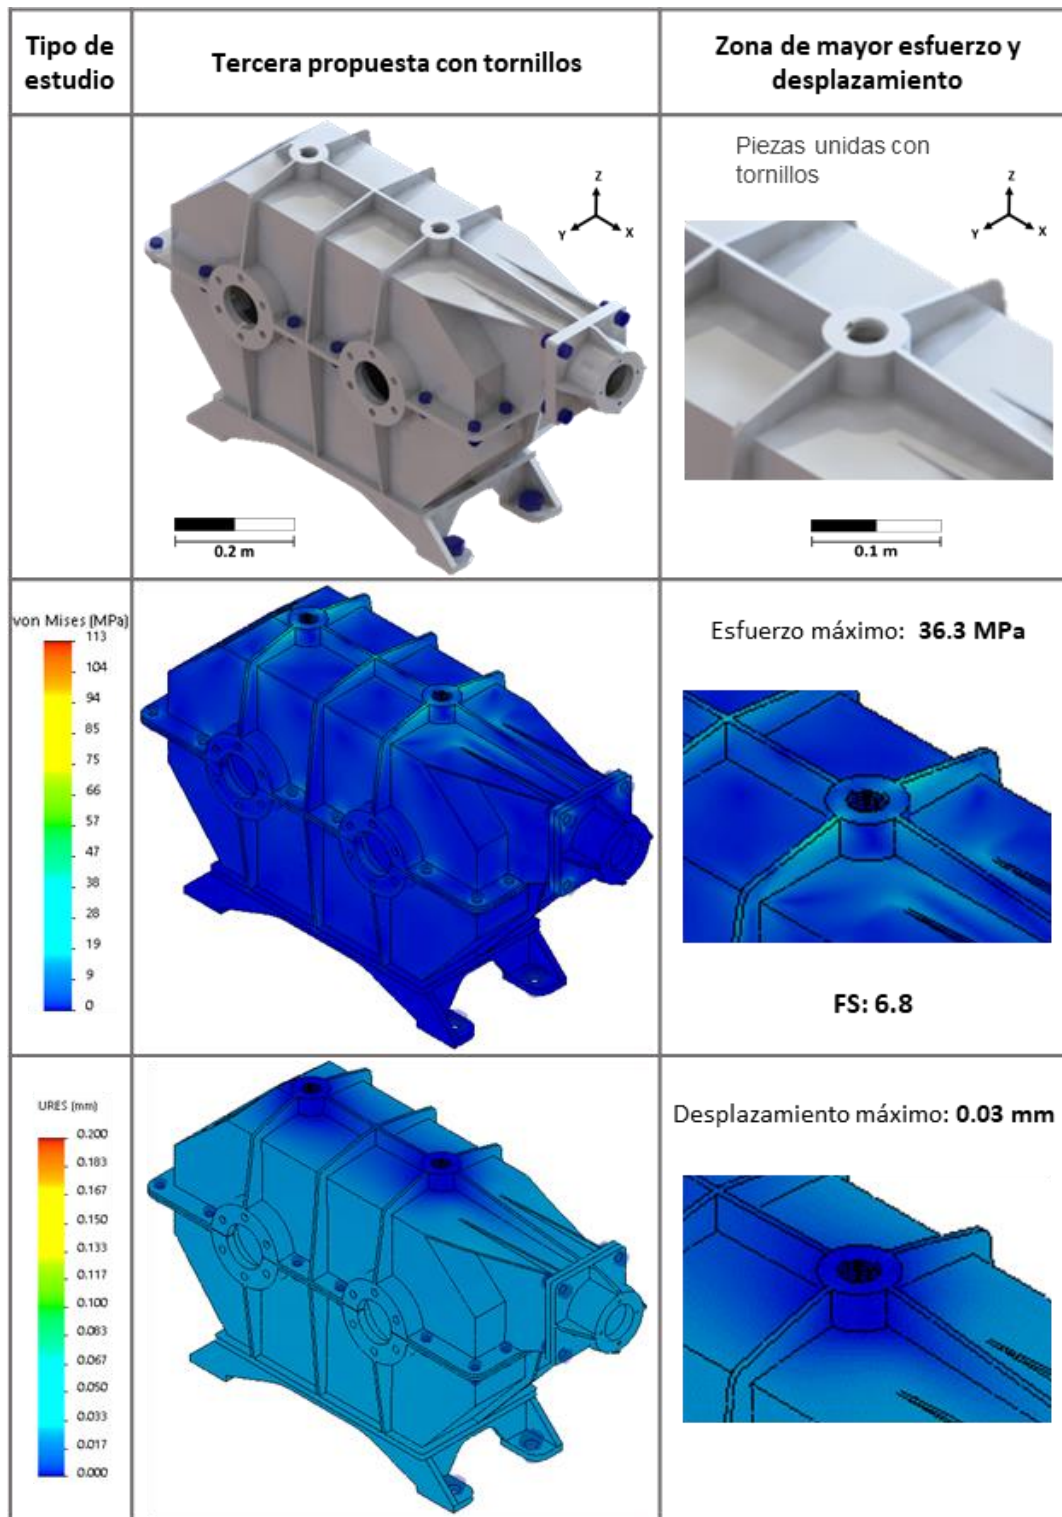 Tipo de
estudio
Tercera propuesta con tornillos
Zona de mayor esfuerzo y
desplazamiento
Z
Y
X
0.2 m
Piezas unidas con
tornillos
Z
Y
X
0.1 m
von Mises (MPa)
113
104
94
85
75
66
57
47
38
28
19
9
0
Esfuerzo máximo: 36.3 MPa
FS: 6.8
URES (mm)
0.200
0.183
0.167
0.150
0.133
0.117
0.100
0.083
0.067
0.050
0.033
0.017
0.000
Desplazamiento máximo: 0.03 mm